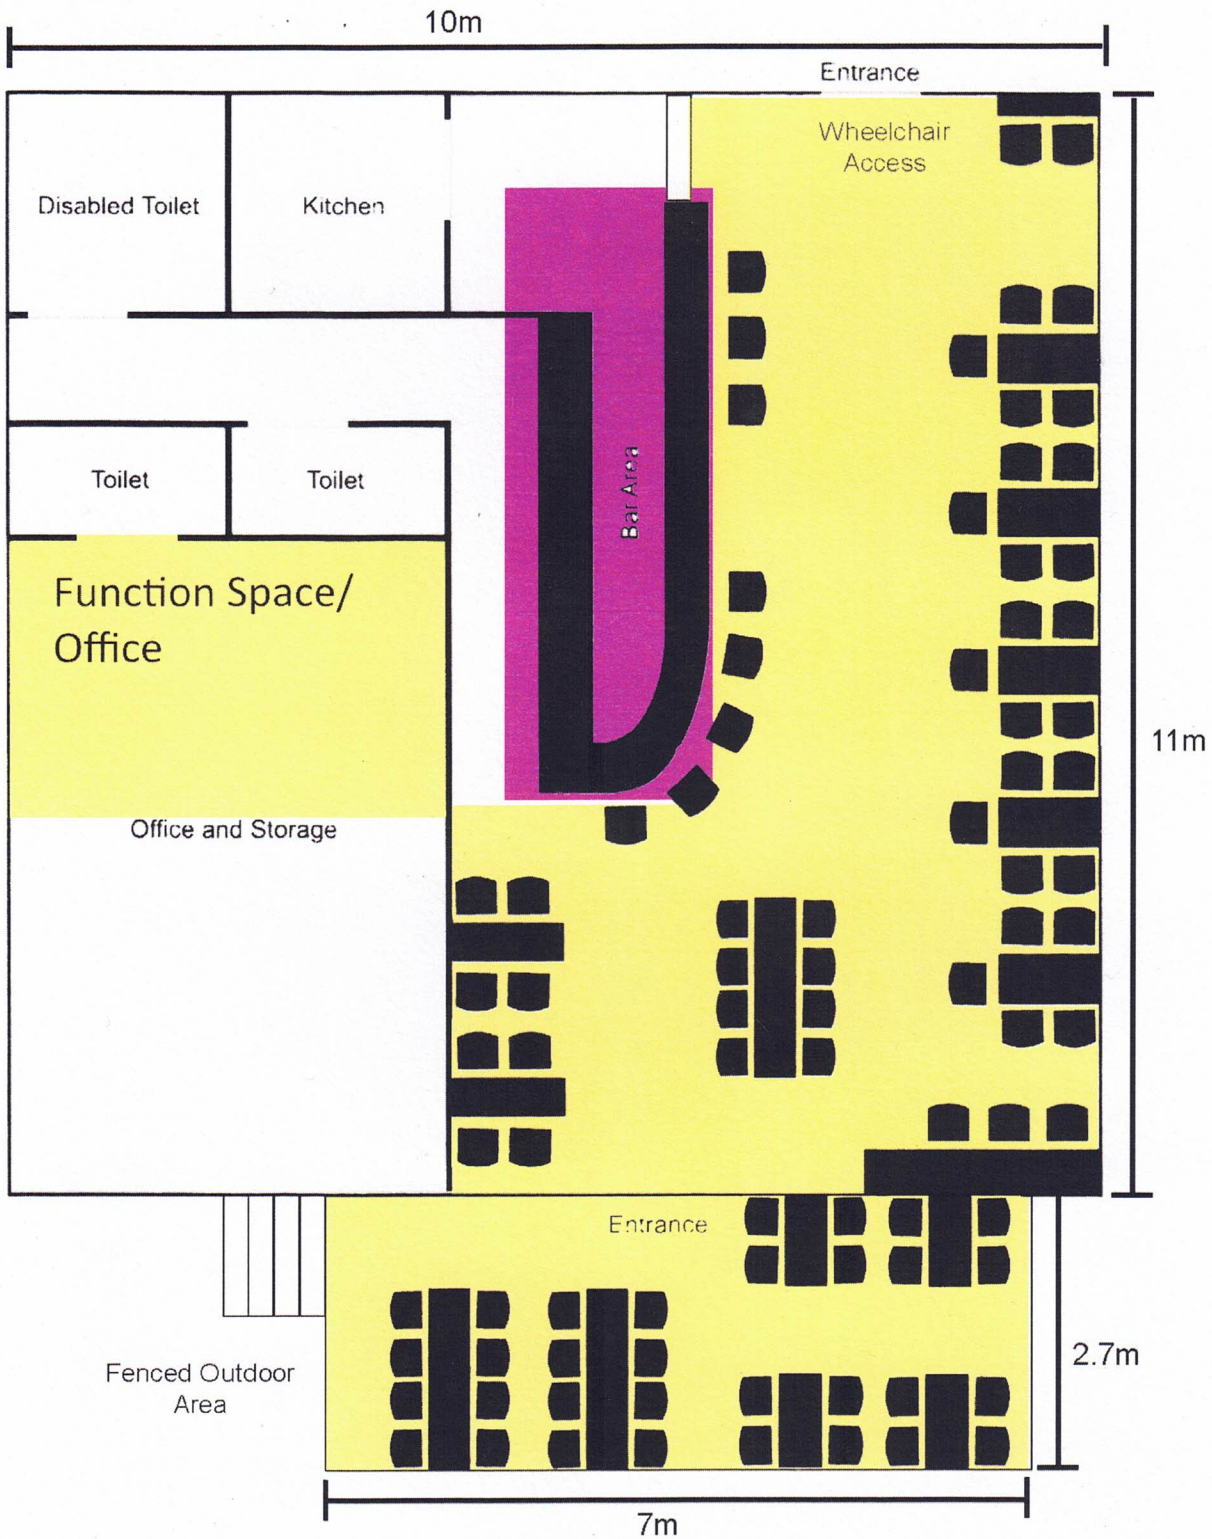 10m
Entrance
Wheelchair
Access
Disabled Toilet
Kitchen
Bar Area
Toilet
Toilet
Function Space/
Office
11m
Office and Storage
Entrance
Fenced Outdoor
Area
2.7m
7m